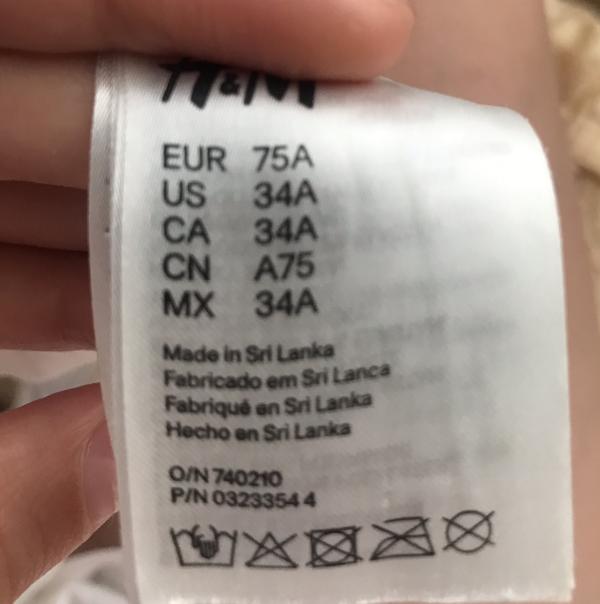 H&M
EUR 75A
US 34A
CA 34A
CN A75
MX 34A
Made in Sri Lanka
Fabricado em Sri Lanca
Fabriqué en Sri Lanka
Hecho en Sri Lanka
O/N 740210
P/N 0323354 4